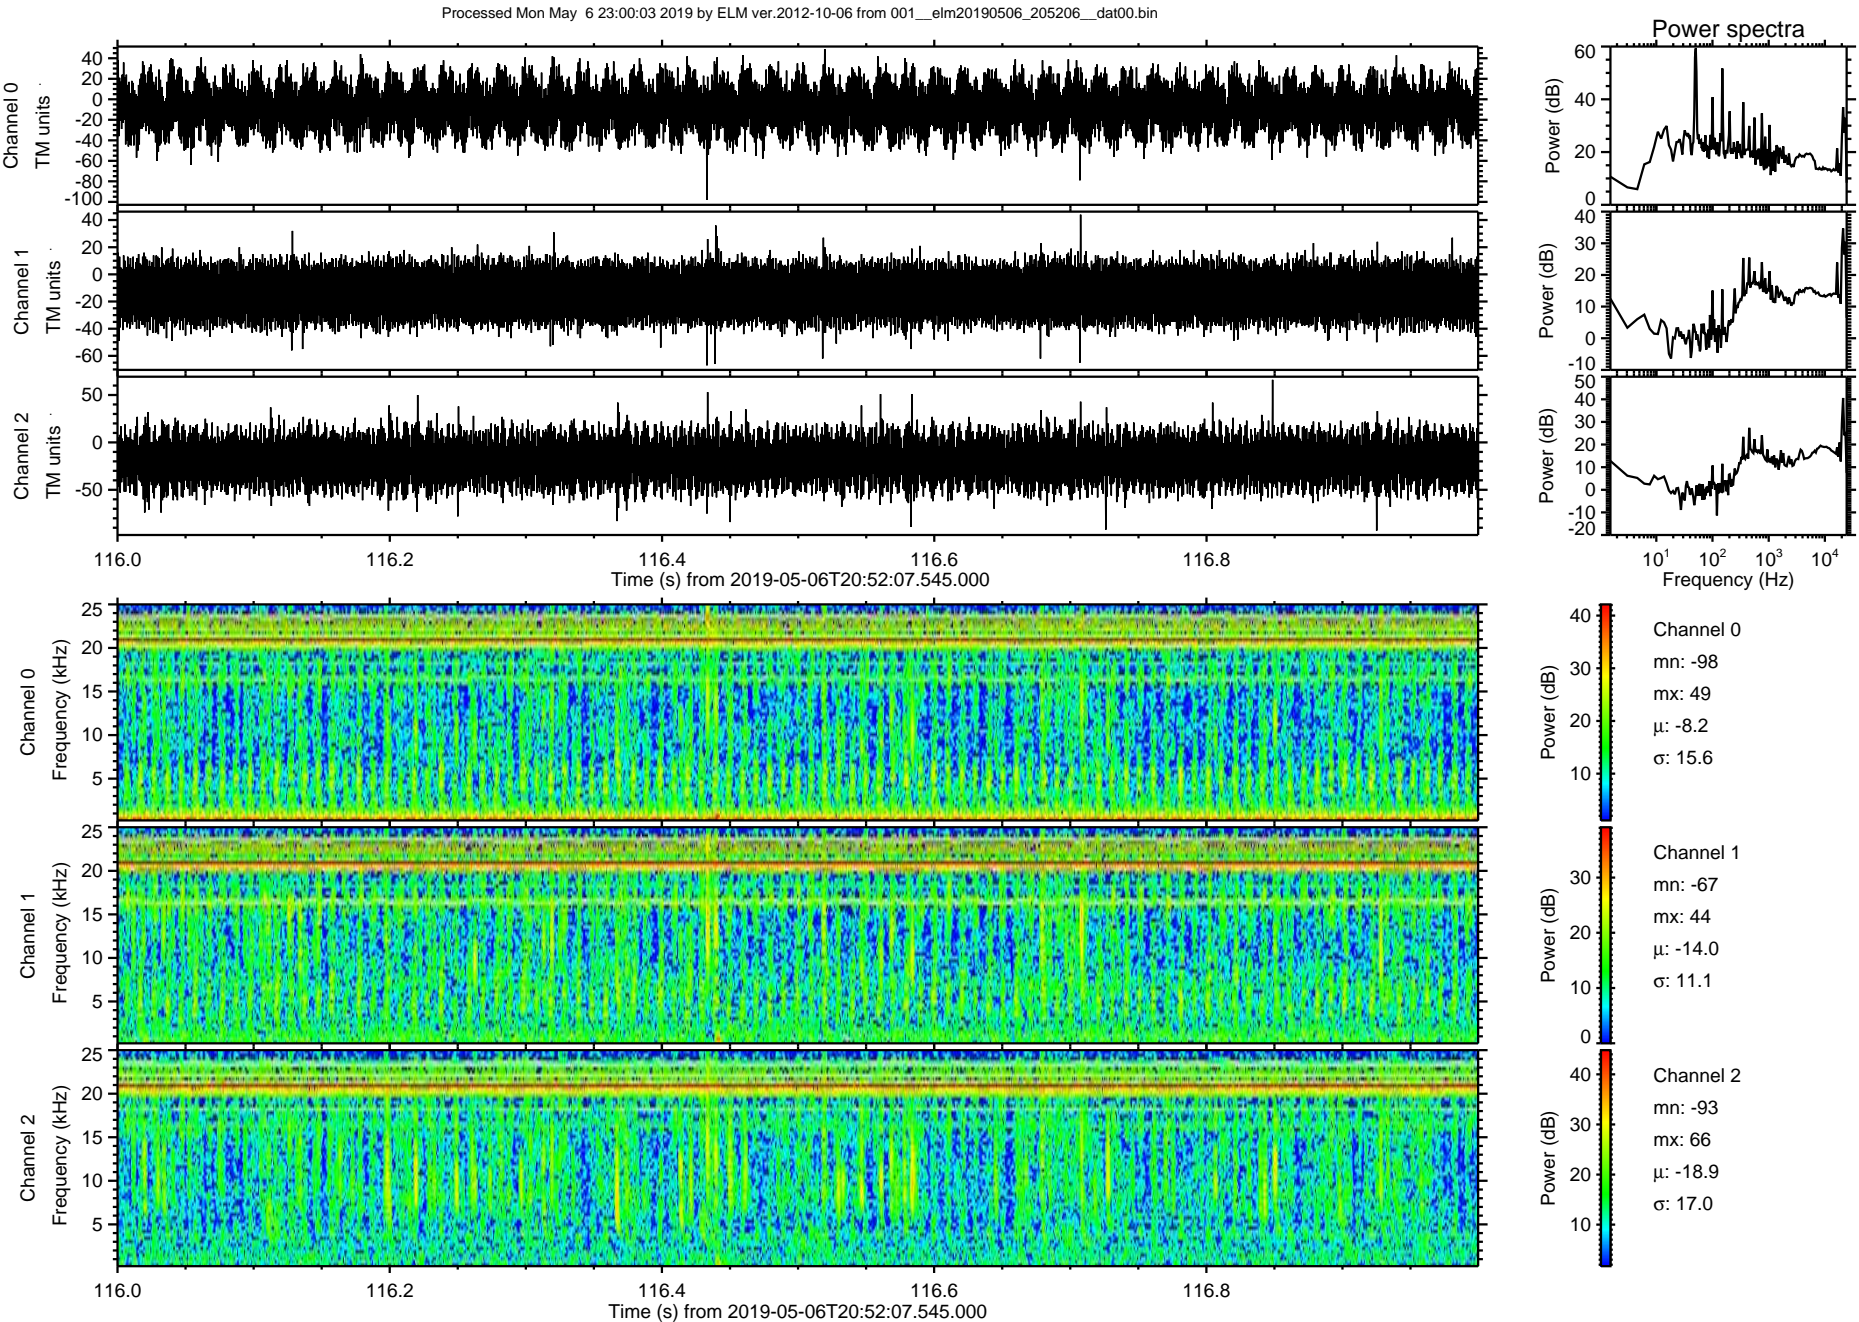 Processed Mon May  6 23:00:03 2019 by ELM ver.2012-10-06 from 001__elm20190506_205206__dat00.bin
Power spectra
Channel 0
TM units
40
20
0
-20
-40
-60
-80
-100
Power (dB)
60
40
20
0
Channel 1
TM units
40
20
0
-20
-40
-60
Power (dB)
40
30
20
10
0
-10
Channel 2
TM units
50
0
-50
Power (dB)
50
40
30
20
10
0
-10
-20
116.0 116.2 116.4 116.6 116.8
Time (s) from 2019-05-06T20:52:07.545.000
10¹ 10² 10³ 10⁴
Frequency (Hz)
Channel 0
Frequency (kHz)
25
20
15
10
5
Power (dB)
40
30
20
10
Channel 0
mn: -98
mx: 49
μ: -8.2
σ: 15.6
Channel 1
Frequency (kHz)
25
20
15
10
5
Power (dB)
30
20
10
0
Channel 1
mn: -67
mx: 44
μ: -14.0
σ: 11.1
Channel 2
Frequency (kHz)
25
20
15
10
5
Power (dB)
40
30
20
10
Channel 2
mn: -93
mx: 66
μ: -18.9
σ: 17.0
116.0 116.2 116.4 116.6 116.8
Time (s) from 2019-05-06T20:52:07.545.000